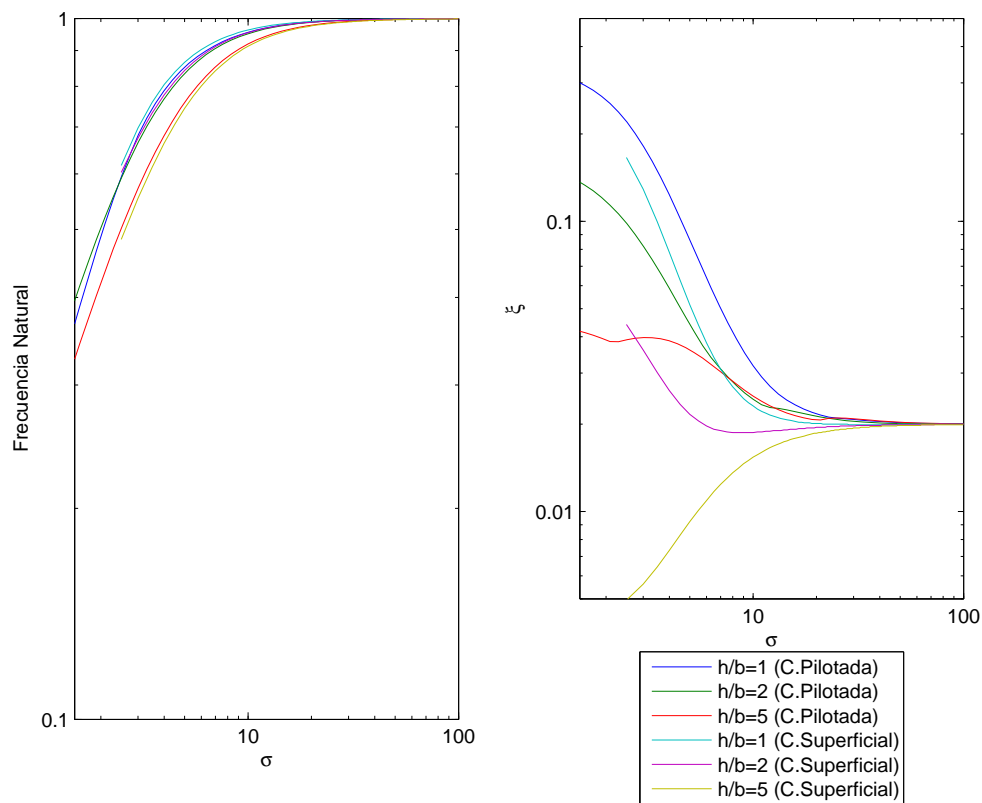 1
Frecuencia Natural
0.1
10
100
σ
0.1
ξ
0.01
10
100
σ
h/b=1 (C.Pilotada)
h/b=2 (C.Pilotada)
h/b=5 (C.Pilotada)
h/b=1 (C.Superficial)
h/b=2 (C.Superficial)
h/b=5 (C.Superficial)